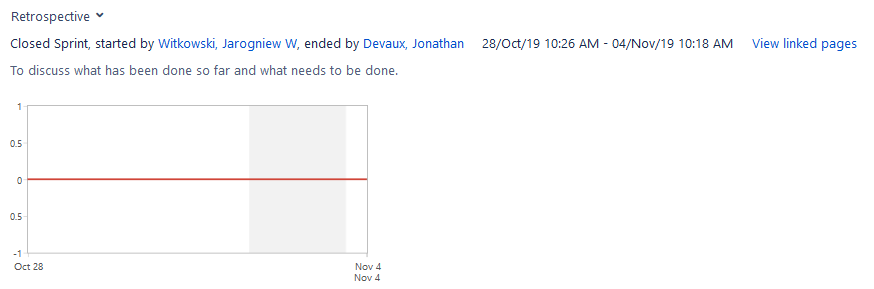 Retrospective
Closed Sprint, started by Witkowski, Jarogniew W, ended by Devaux, Jonathan 28/Oct/19 10:26 AM - 04/Nov/19 10:18 AM View linked pages
To discuss what has been done so far and what needs to be done.
1
0.5
0
0.5
-1
Oct 28 Nov 4
Nov 4